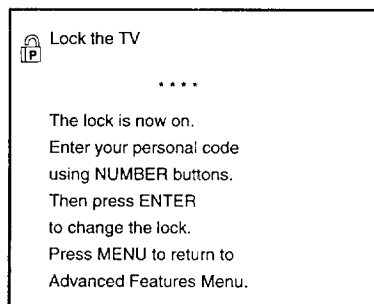 Lock the TV
P
* * * *
The lock is now on.
Enter your personal code
using NUMBER buttons.
Then press ENTER
to change the lock.
Press MENU to return to
Advanced Features Menu.